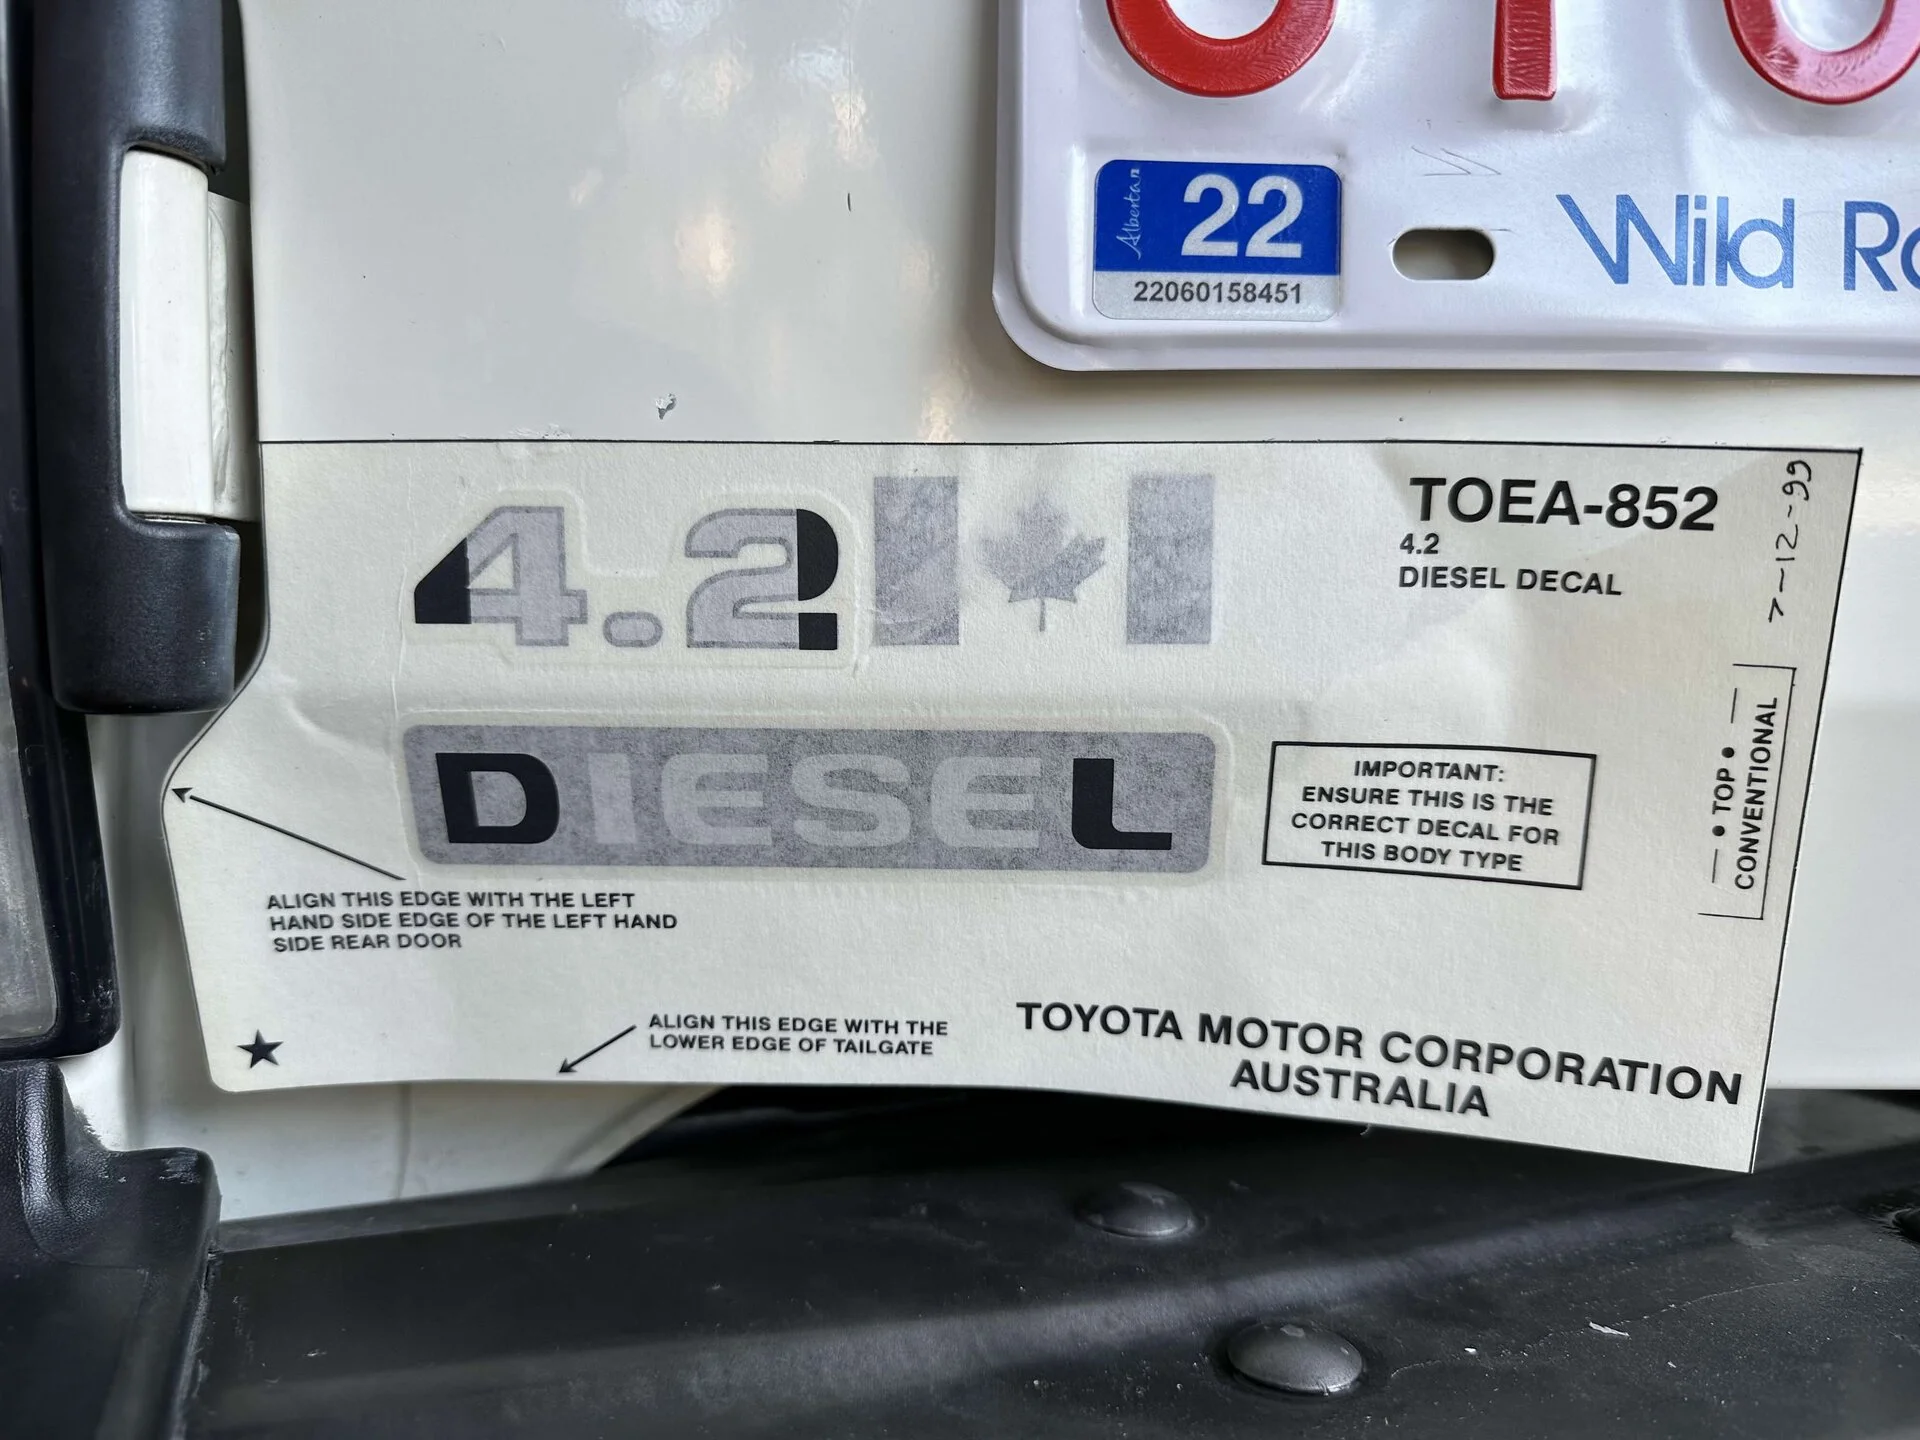 Alberta
22
22060158451
Wild
4.2
DIESEL
TOEA-852
4.2
DIESEL DECAL
7-12-99
• TOP •
CONVENTIONAL
IMPORTANT:
ENSURE THIS IS THE
CORRECT DECAL FOR
THIS BODY TYPE
ALIGN THIS EDGE WITH THE LEFT
HAND SIDE EDGE OF THE LEFT HAND
SIDE REAR DOOR
ALIGN THIS EDGE WITH THE
LOWER EDGE OF TAILGATE
TOYOTA MOTOR CORPORATION
AUSTRALIA